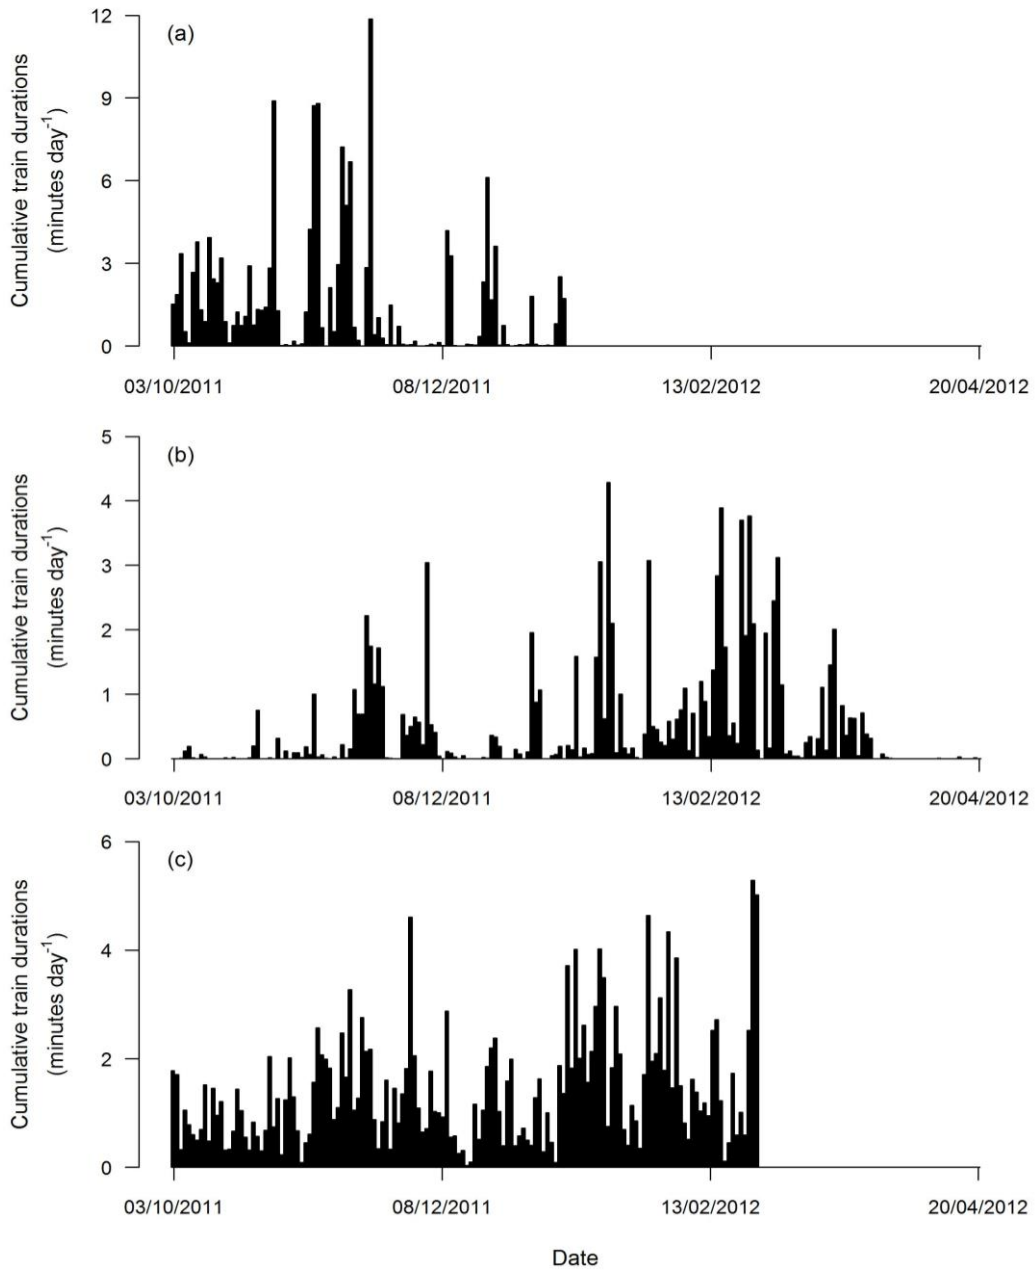 Cumulative train durations
(minutes day⁻¹)
(a)
12
9
6
3
0
03/10/2011 08/12/2011 13/02/2012 20/04/2012
Cumulative train durations
(minutes day⁻¹)
(b)
5
4
3
2
1
0
03/10/2011 08/12/2011 13/02/2012 20/04/2012
Cumulative train durations
(minutes day⁻¹)
(c)
6
4
2
0
03/10/2011 08/12/2011 13/02/2012 20/04/2012
Date